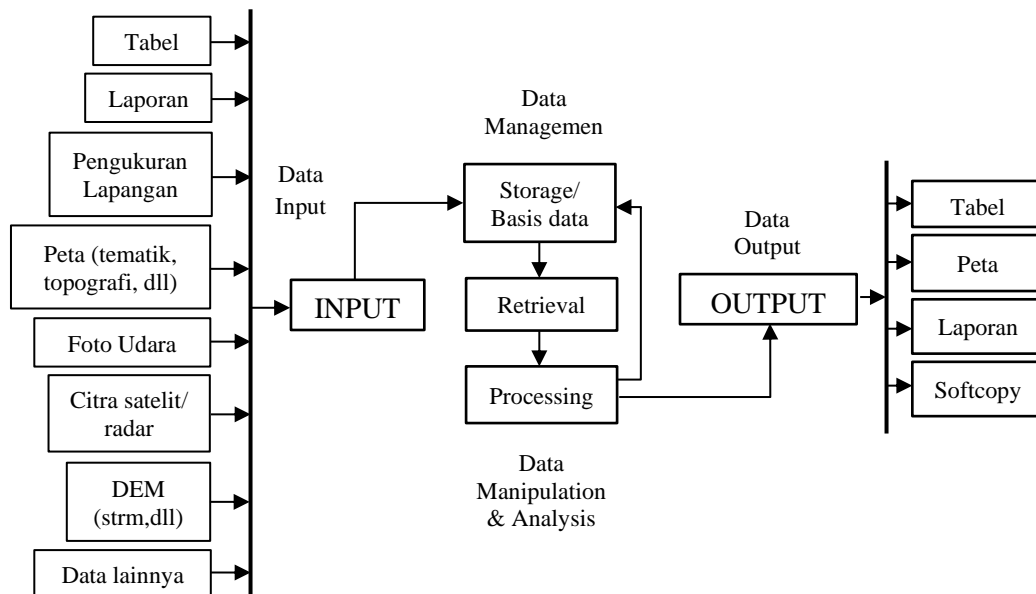 Tabel
Laporan
Pengukuran
Lapangan
Peta (tematik,
topografi, dll)
Foto Udara
Citra satelit/
radar
DEM
(strm,dll)
Data lainnya
Data
Input
INPUT
Data
Managemen
Storage/
Basis data
Retrieval
Processing
Data
Manipulation
& Analysis
Data
Output
OUTPUT
Tabel
Peta
Laporan
Softcopy